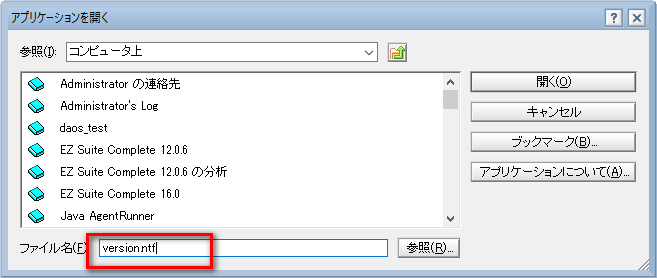 アプリケーションを開く
参照(I):
コンピュータ上
Administrator の連絡先
Administrator's Log
daos_test
EZ Suite Complete 12.0.6
EZ Suite Complete 12.0.6 の分析
EZ Suite Complete 16.0
Java AgentRunner
開く(O)
キャンセル
ブックマーク(B)...
アプリケーションについて(A)...
ファイル名(F)
version.ntf
参照(R)...